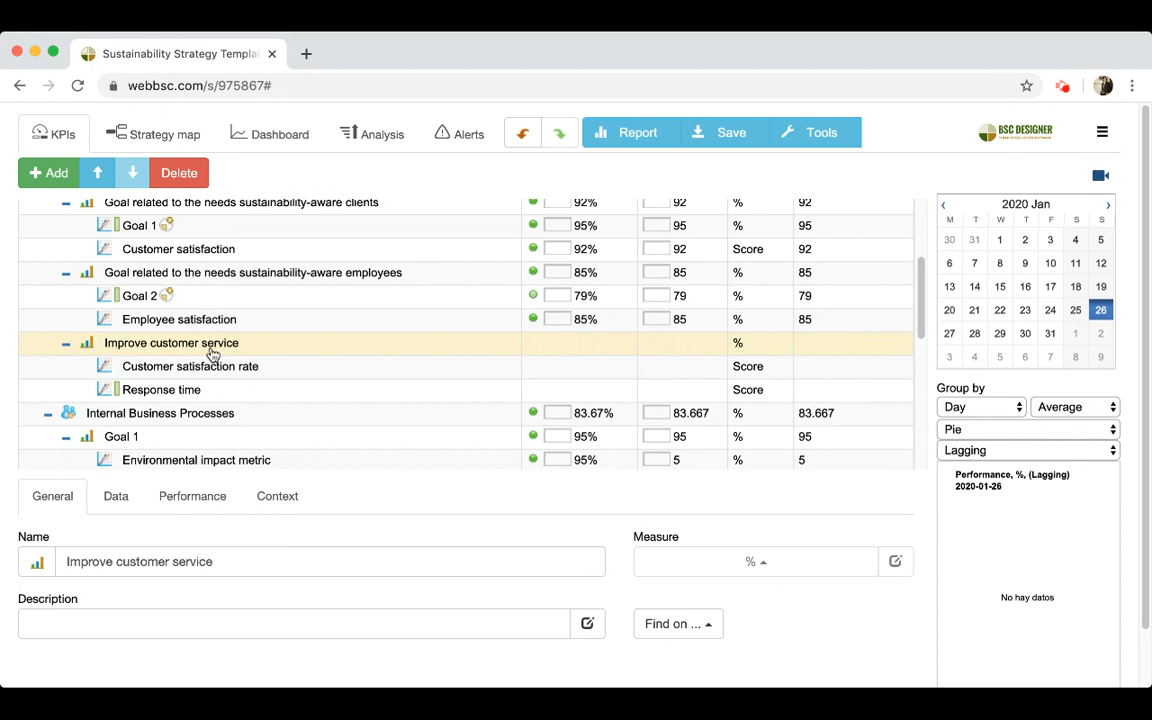 Sustainability Strategy Templa
webbsc.com/s/975867#
KPIs Strategy map Dashboard Analysis Alerts Report Save Tools BSC DESIGNER
Add Delete
Goal related to the needs sustainability-aware clients 92% 92 % 92
Goal 1 95% 95 % 95
Customer satisfaction 92% 92 Score 92
Goal related to the needs sustainability-aware employees 85% 85 % 85
Goal 2 79% 79 % 79
Employee satisfaction 85% 85 % 85
Improve customer service %
Customer satisfaction rate Score
Response time Score
Internal Business Processes 83.67% 83.667 % 83.667
Goal 1 95% 95 % 95
Environmental impact metric 95% 5 % 5
2020 Jan
M T W T F S S
30 31 1 2 3 4 5
6 7 8 9 10 11 12
13 14 15 16 17 18 19
20 21 22 23 24 25 26
27 28 29 30 31 1 2
3 4 5 6 7 8 9
Group by
Day Average
Pie
Lagging
Performance, %, (Lagging)
2020-01-26
No hay datos
General Data Performance Context
Name Measure
Improve customer service %
Description
Find on ...